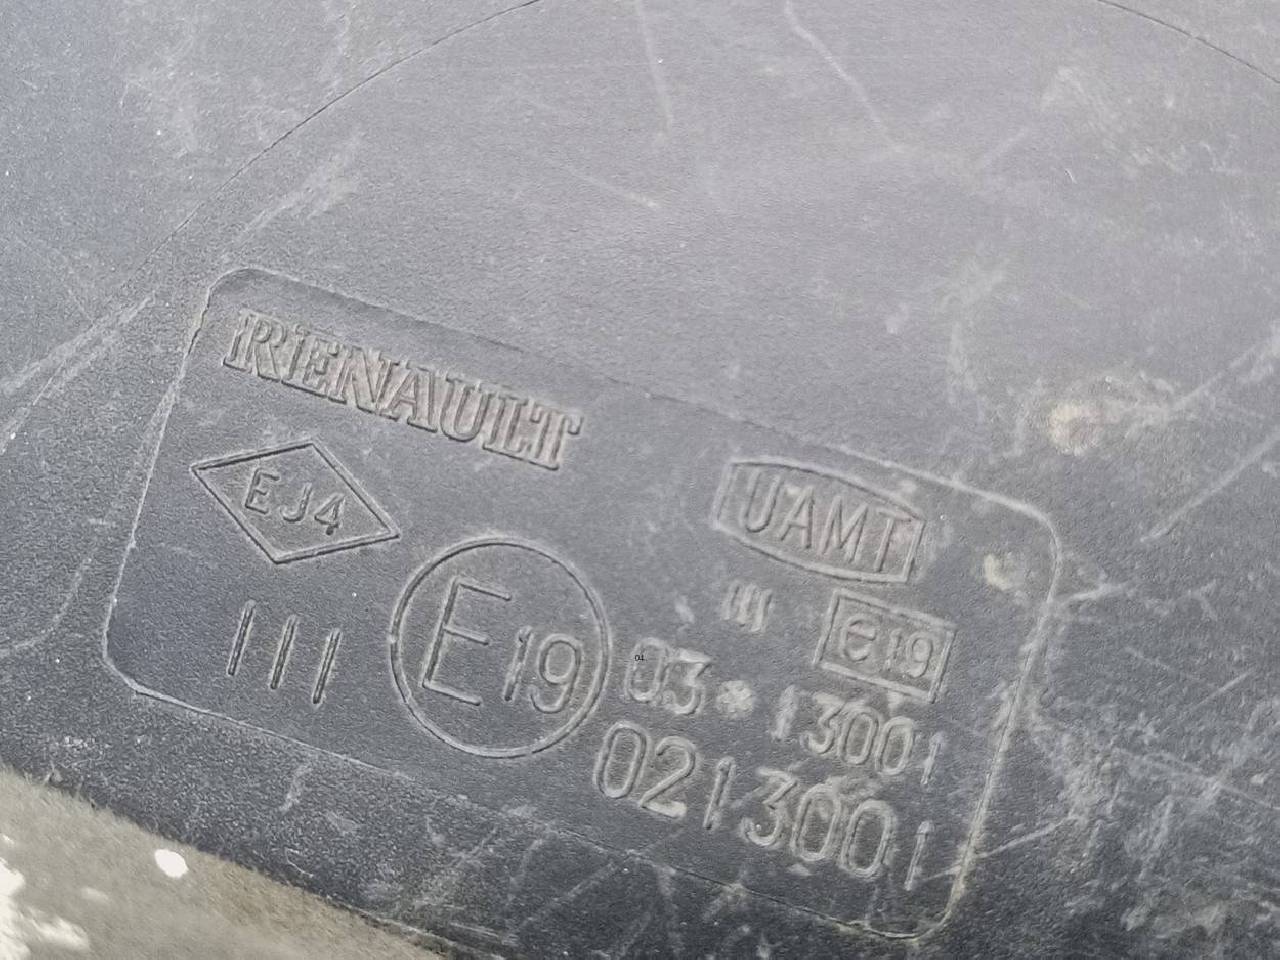 RENAULT
EJ4
UAMT
III
E19
III
e19
03*13001
0213001